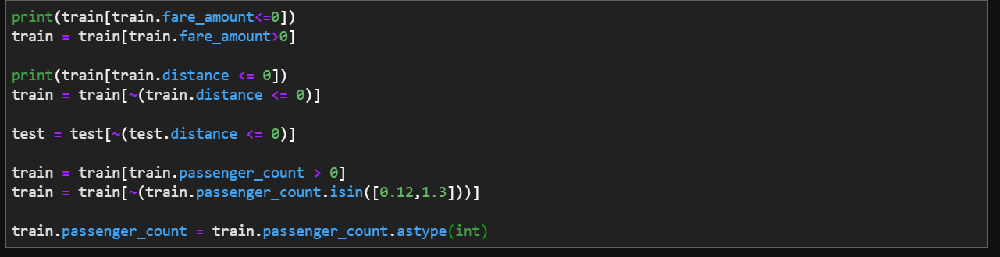 print(train[train.fare_amount<=0])
train = train[train.fare_amount>0]
print(train[train.distance <= 0])
train = train[~(train.distance <= 0)]
test = test[~(test.distance <= 0)]
train = train[train.passenger_count > 0]
train = train[~(train.passenger_count.isin([0.12,1.3]))]
train.passenger_count = train.passenger_count.astype(int)